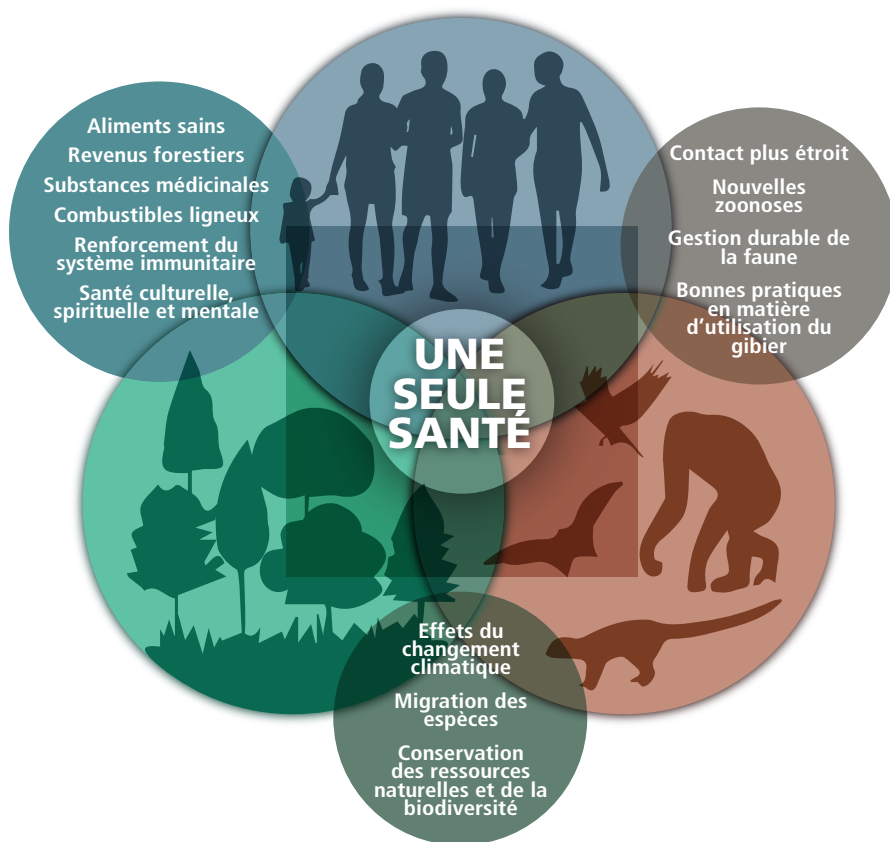 Aliments sains
Revenus forestiers
Substances médicinales
Combustibles ligneux
Renforcement du
système immunitaire
Santé culturelle,
spirituelle et mentale
Contact plus étroit
Nouvelles
zoonoses
Gestion durable de
la faune
Bonnes pratiques
en matière
d'utilisation du
gibier
UNE
SEULE
SANTÉ
Effets du
changement
climatique
Migration des
espèces
Conservation
des ressources
naturelles et de la
biodiversité